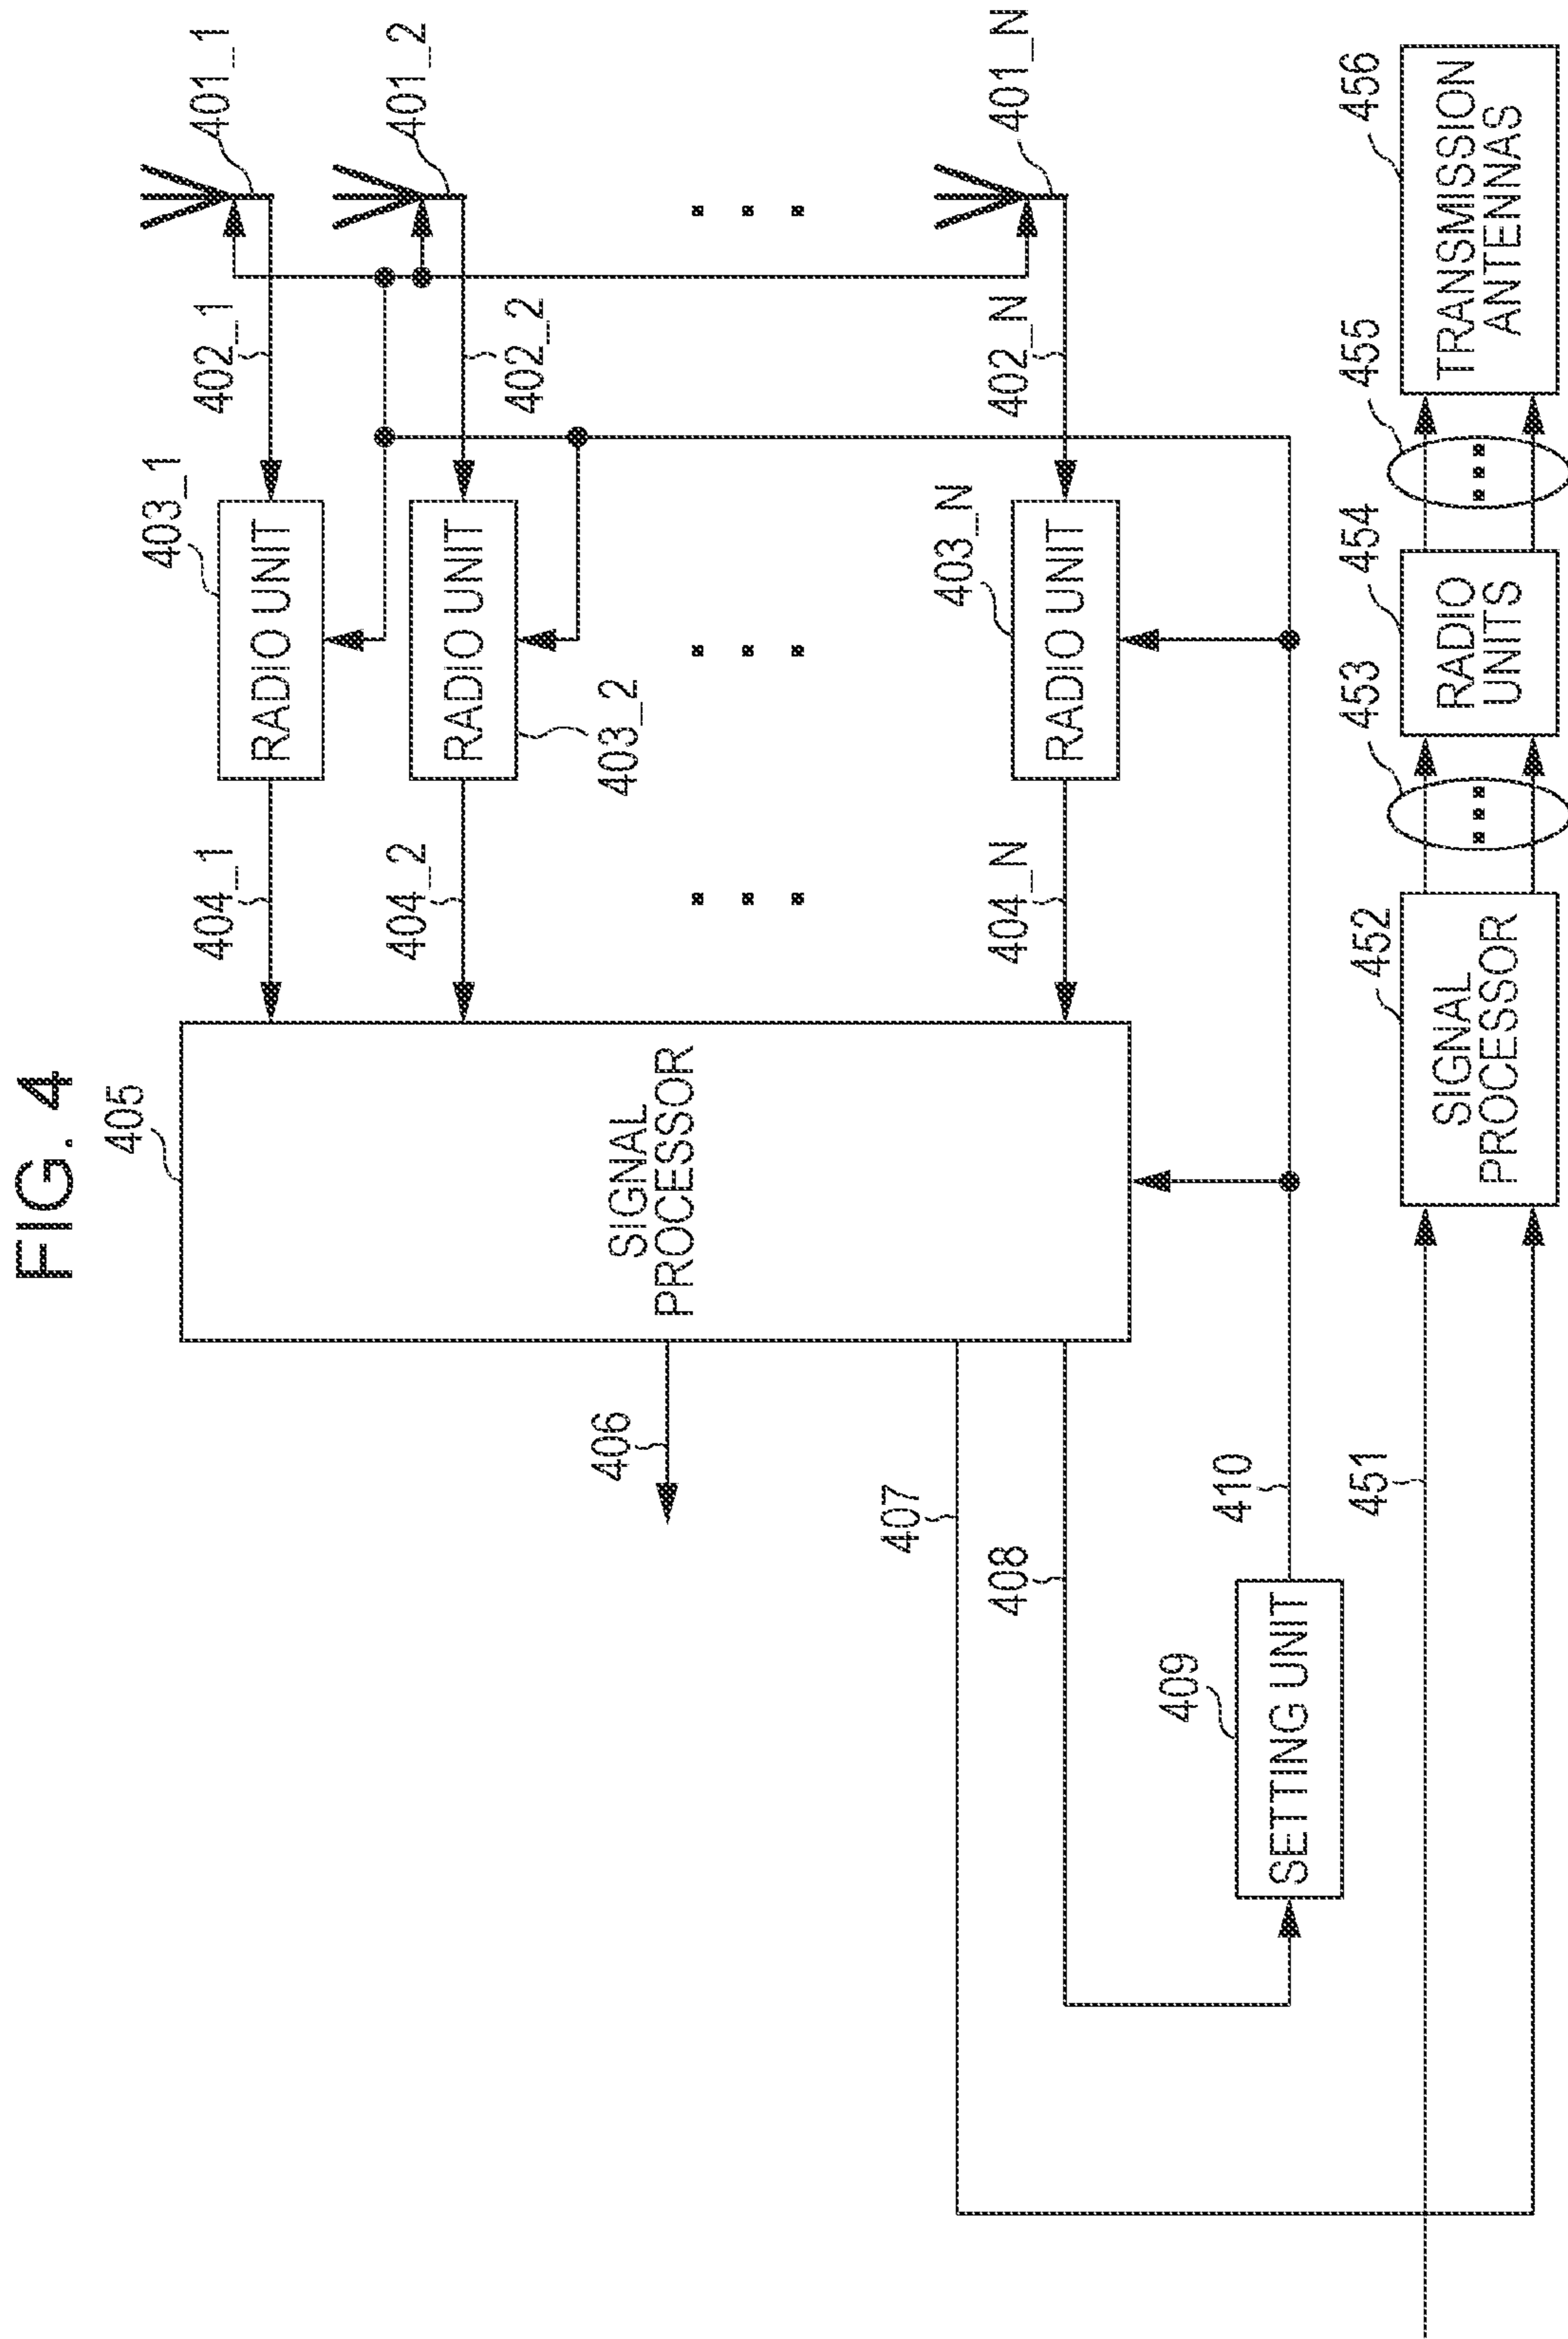 FIG. 4
405
SIGNAL
PROCESSOR
404_1
404_2
404_N
403_1
RADIO UNIT
RADIO UNIT
403_2
403_N
RADIO UNIT
402_1
402_2
402_N
401_1
401_2
401_N
406
407
408
409
SETTING UNIT
410
451
452
SIGNAL
PROCESSOR
453
454
RADIO
UNITS
455
456
TRANSMISSION
ANTENNAS